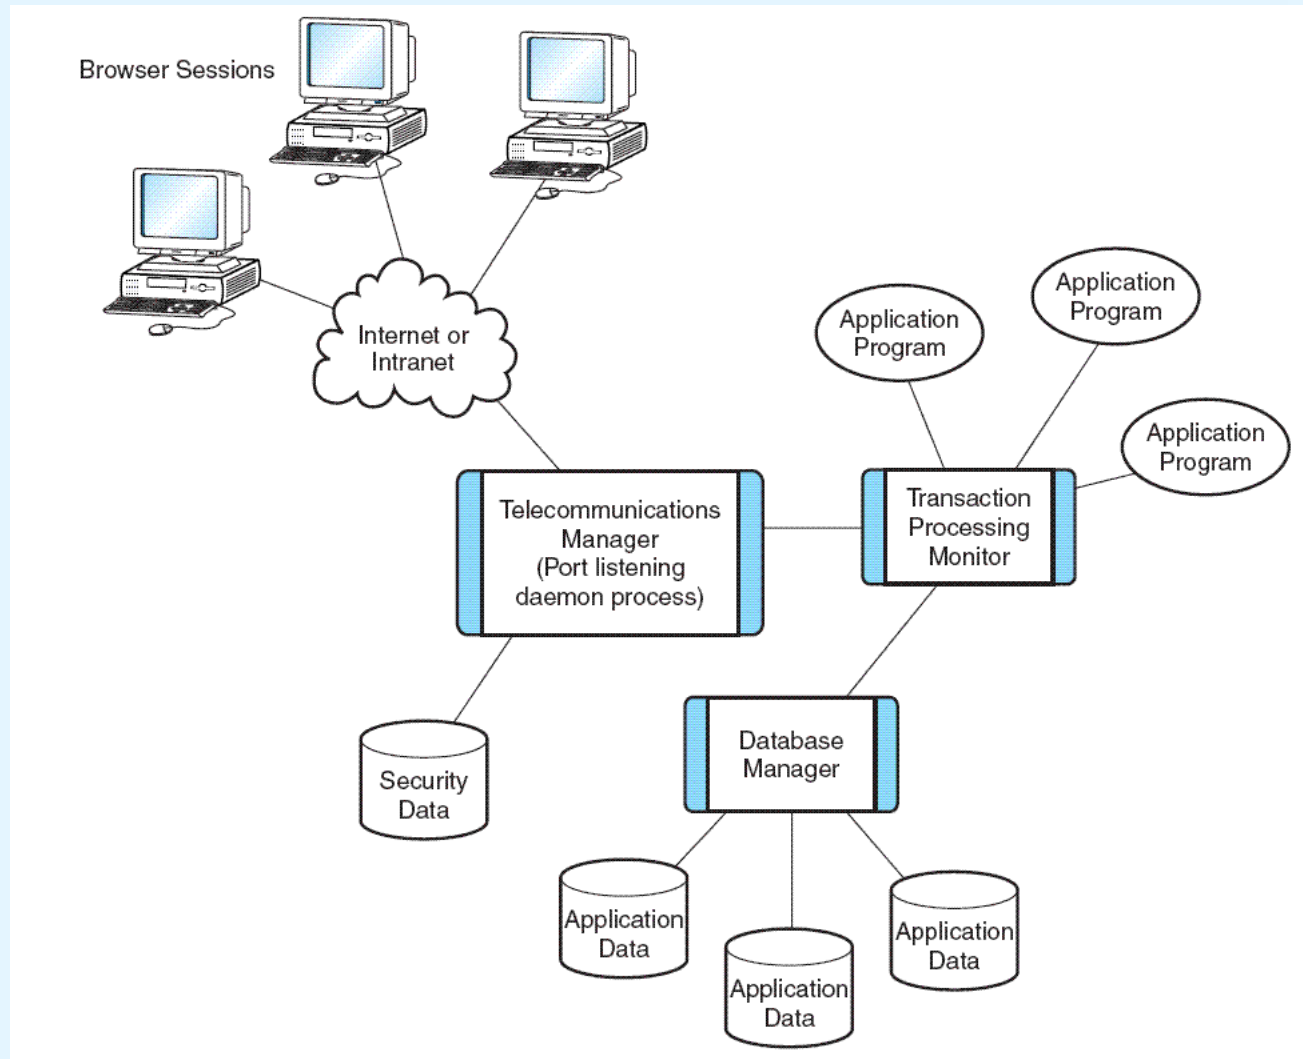 Browser Sessions
Internet or
Intranet
Application
Program
Application
Program
Application
Program
Telecommunications
Manager
(Port listening
daemon process)
Transaction
Processing
Monitor
Security
Data
Database
Manager
Application
Data
Application
Data
Application
Data